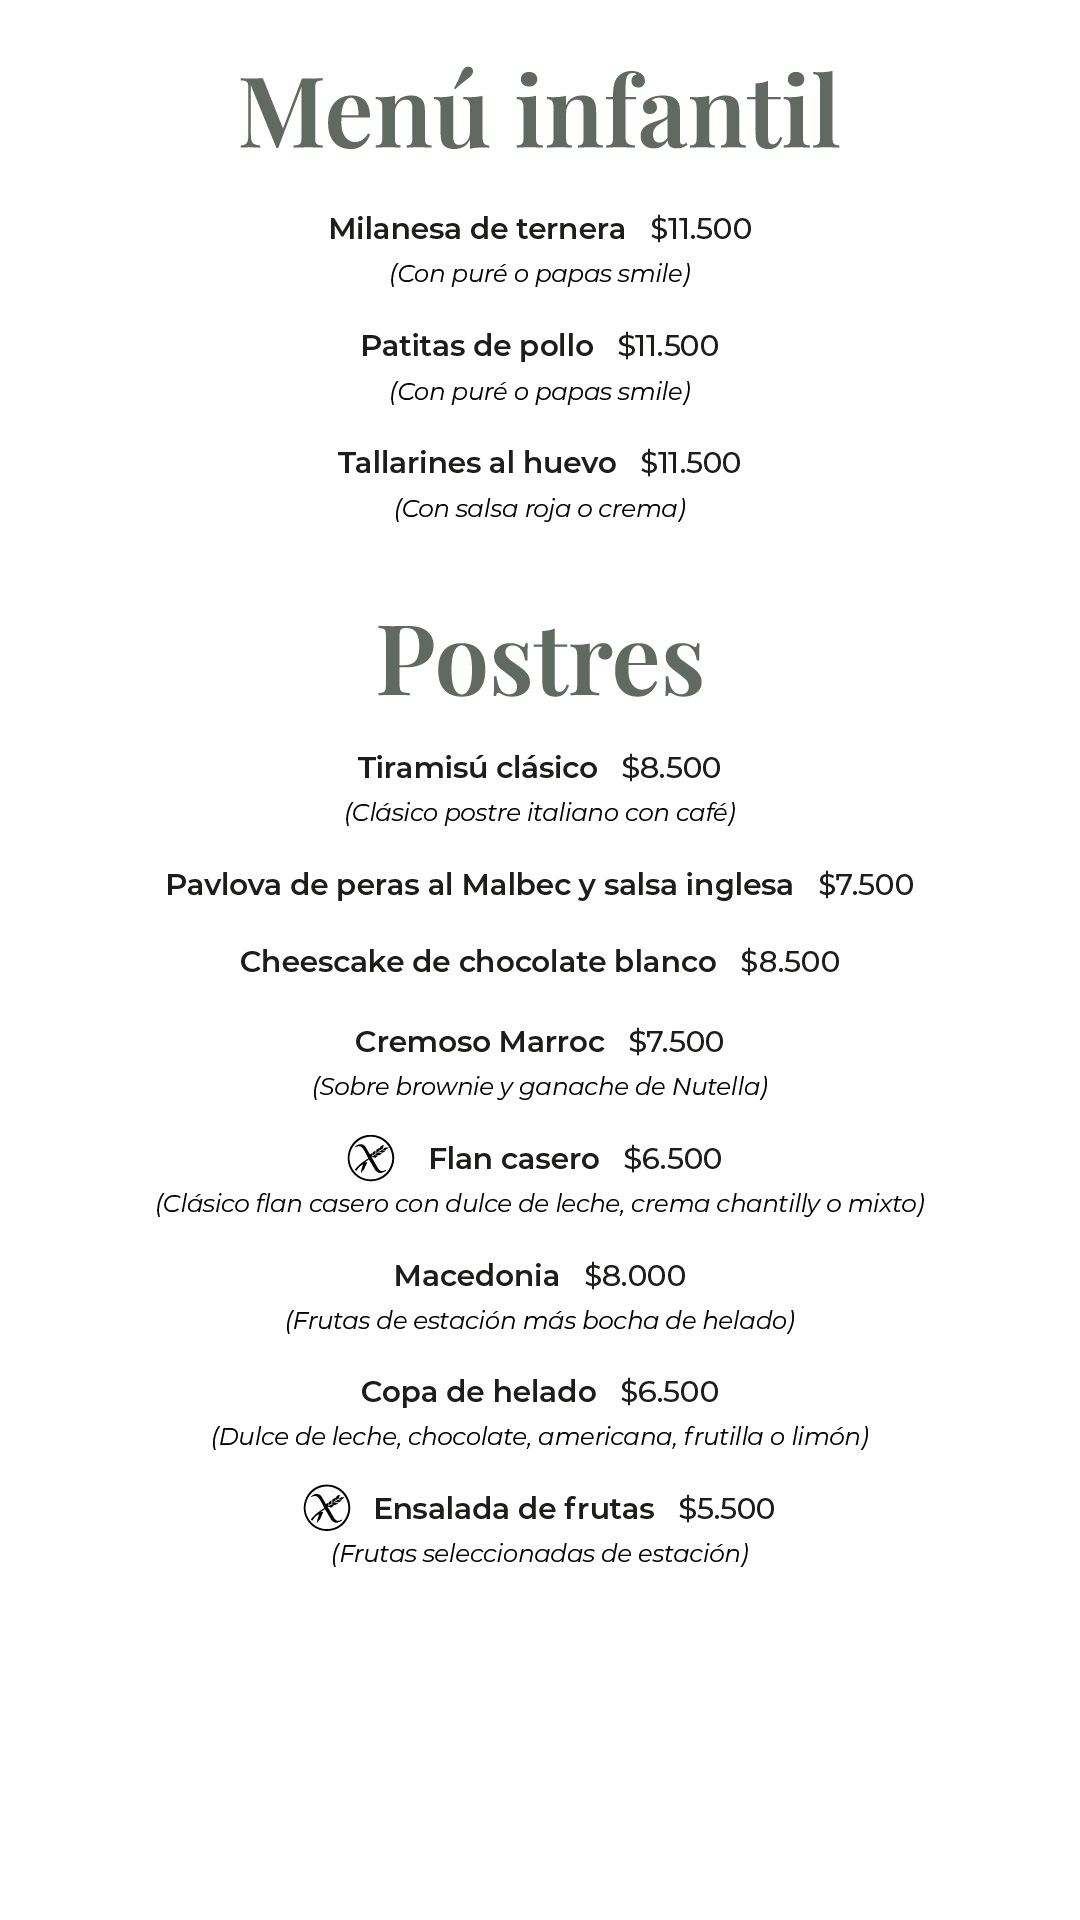 Menú infantil
Milanesa de ternera $11.500
(Con puré o papas smile)
Patitas de pollo $11.500
(Con puré o papas smile)
Tallarines al huevo $11.500
(Con salsa roja o crema)
Postres
Tiramisú clásico $8.500
(Clásico postre italiano con café)
Pavlova de peras al Malbec y salsa inglesa $7.500
Cheescake de chocolate blanco $8.500
Cremoso Marroc $7.500
(Sobre brownie y ganache de Nutella)
Flan casero $6.500
(Clásico flan casero con dulce de leche, crema chantilly o mixto)
Macedonia $8.000
(Frutas de estación más bocha de helado)
Copa de helado $6.500
(Dulce de leche, chocolate, americana, frutilla o limón)
Ensalada de frutas $5.500
(Frutas seleccionadas de estación)